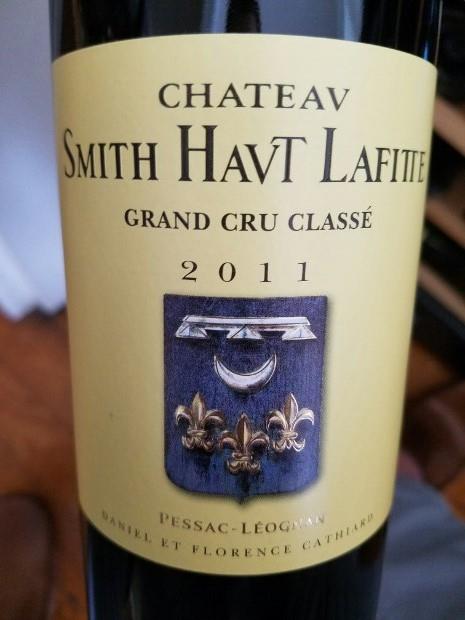 CHATEAV
SMITH HAVT LAFITTE
GRAND CRU CLASSÉ
2011
PESSAC-LÉOGNAN
DANIEL ET FLORENCE CATHIARD